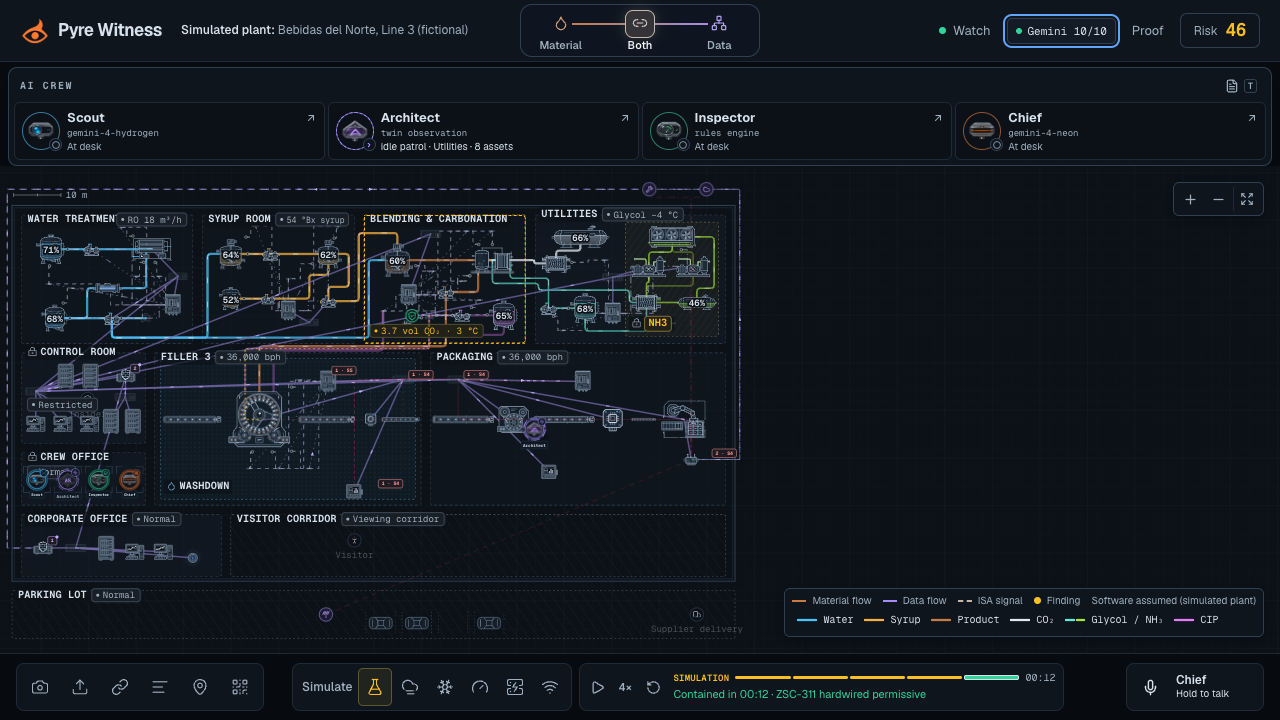 Pyre Witness
Simulated plant: Bebidas del Norte, Line 3 (fictional)
Material
Both
Data
Watch
Gemini 10/10
Proof
Risk 46
AI CREW
T
Scout
gemini-4-hydrogen
At desk
Architect
twin observation
idle patrol · Utilities · 8 assets
Inspector
rules engine
At desk
Chief
gemini-4-neon
At desk
10 m
WATER TREATMEN
RO 18 m³/h
SYRUP ROOM
54 °Bx syrup
BLENDING & CARBONATION
UTILITIES
Glycol −4 °C
71%
68%
64%
62%
52%
60%
65%
66%
68%
46%
3.7 vol CO₂ · 3 °C
NH3
CONTROL ROOM
Restricted
FILLER 3
36,000 bph
PACKAGING
36,000 bph
Architect
WASHDOWN
CREW OFFICE
Scout
Architect
Inspector
Chief
CORPORATE OFFICE
Normal
VISITOR CORRIDOR
Viewing corridor
Visitor
PARKING LOT
Normal
Supplier delivery
Material flow
Data flow
ISA signal
Finding
Software assumed (simulated plant)
Water
Syrup
Product
CO₂
Glycol / NH₃
CIP
Simulate
4×
SIMULATION
00:12
Contained in 00:12 · ZSC-311 hardwired permissive
Chief
Hold to talk